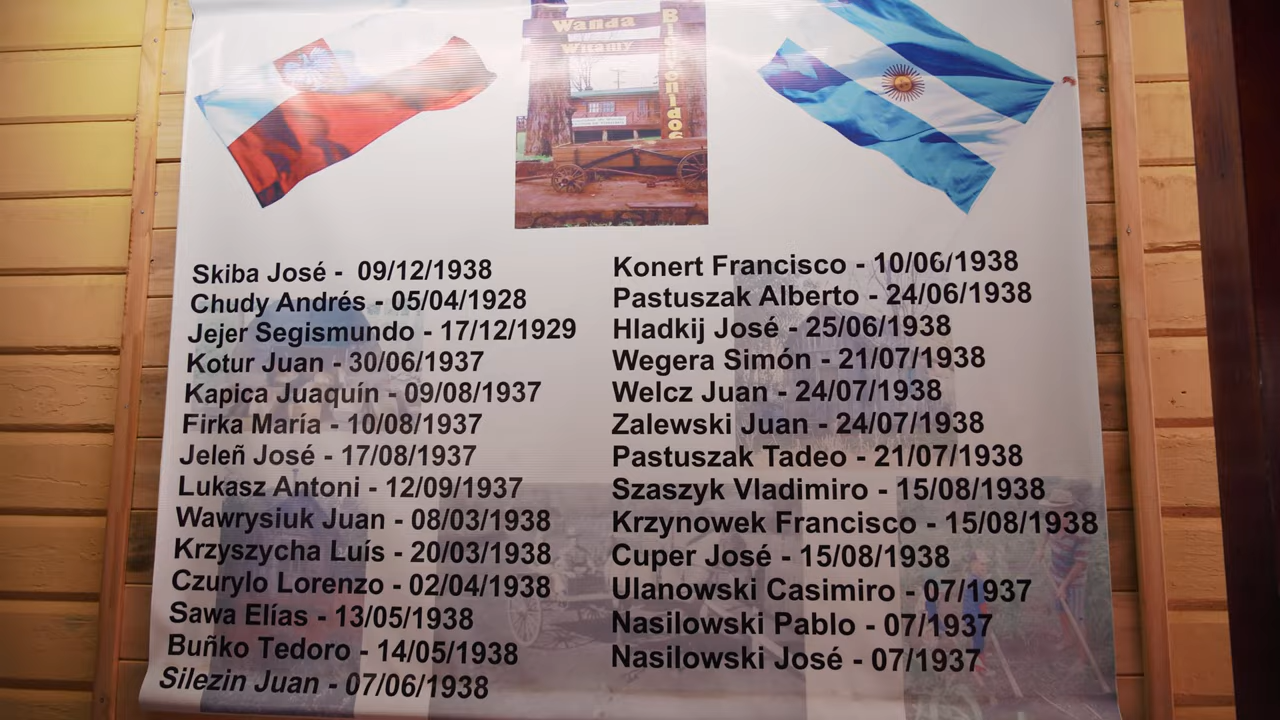 Wanda
Witamy
Bienvenidos
Skiba José - 09/12/1938
Chudy Andrés - 05/04/1928
Jejer Segismundo - 17/12/1929
Kotur Juan - 30/06/1937
Kapica Juaquín - 09/08/1937
Firka María - 10/08/1937
Jeleñ José - 17/08/1937
Lukasz Antoni - 12/09/1937
Wawrysiuk Juan - 08/03/1938
Krzyszycha Luís - 20/03/1938
Czurylo Lorenzo - 02/04/1938
Sawa Elías - 13/05/1938
Buñko Tedoro - 14/05/1938
Silezin Juan - 07/06/1938
Konert Francisco - 10/06/1938
Pastuszak Alberto - 24/06/1938
Hladkij José - 25/06/1938
Wegera Simón - 21/07/1938
Welcz Juan - 24/07/1938
Zalewski Juan - 24/07/1938
Pastuszak Tadeo - 21/07/1938
Szaszyk Vladimiro - 15/08/1938
Krzynowek Francisco - 15/08/1938
Cuper José - 15/08/1938
Ulanowski Casimiro - 07/1937
Nasilowski Pablo - 07/1937
Nasilowski José - 07/1937